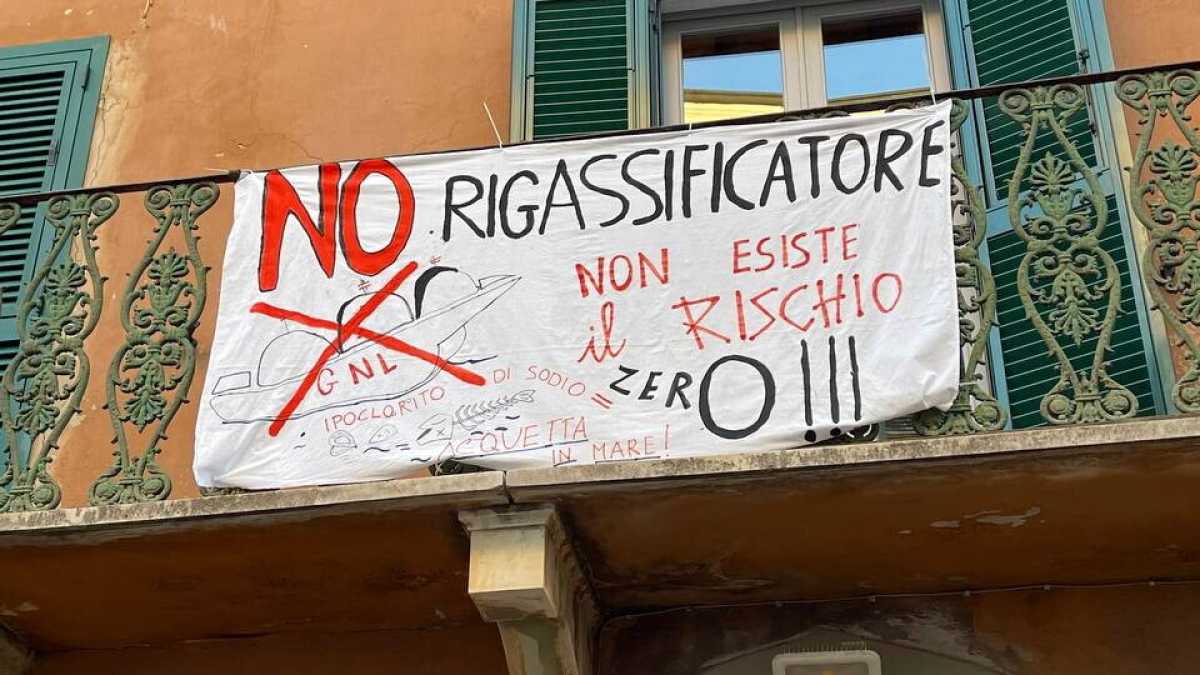 NO RIGASSIFICATORE
NON ESISTE
il RISCHIO
ZERO!!!
GNL
IPOCLORITO DI SODIO =
ACQUETTA
IN MARE!